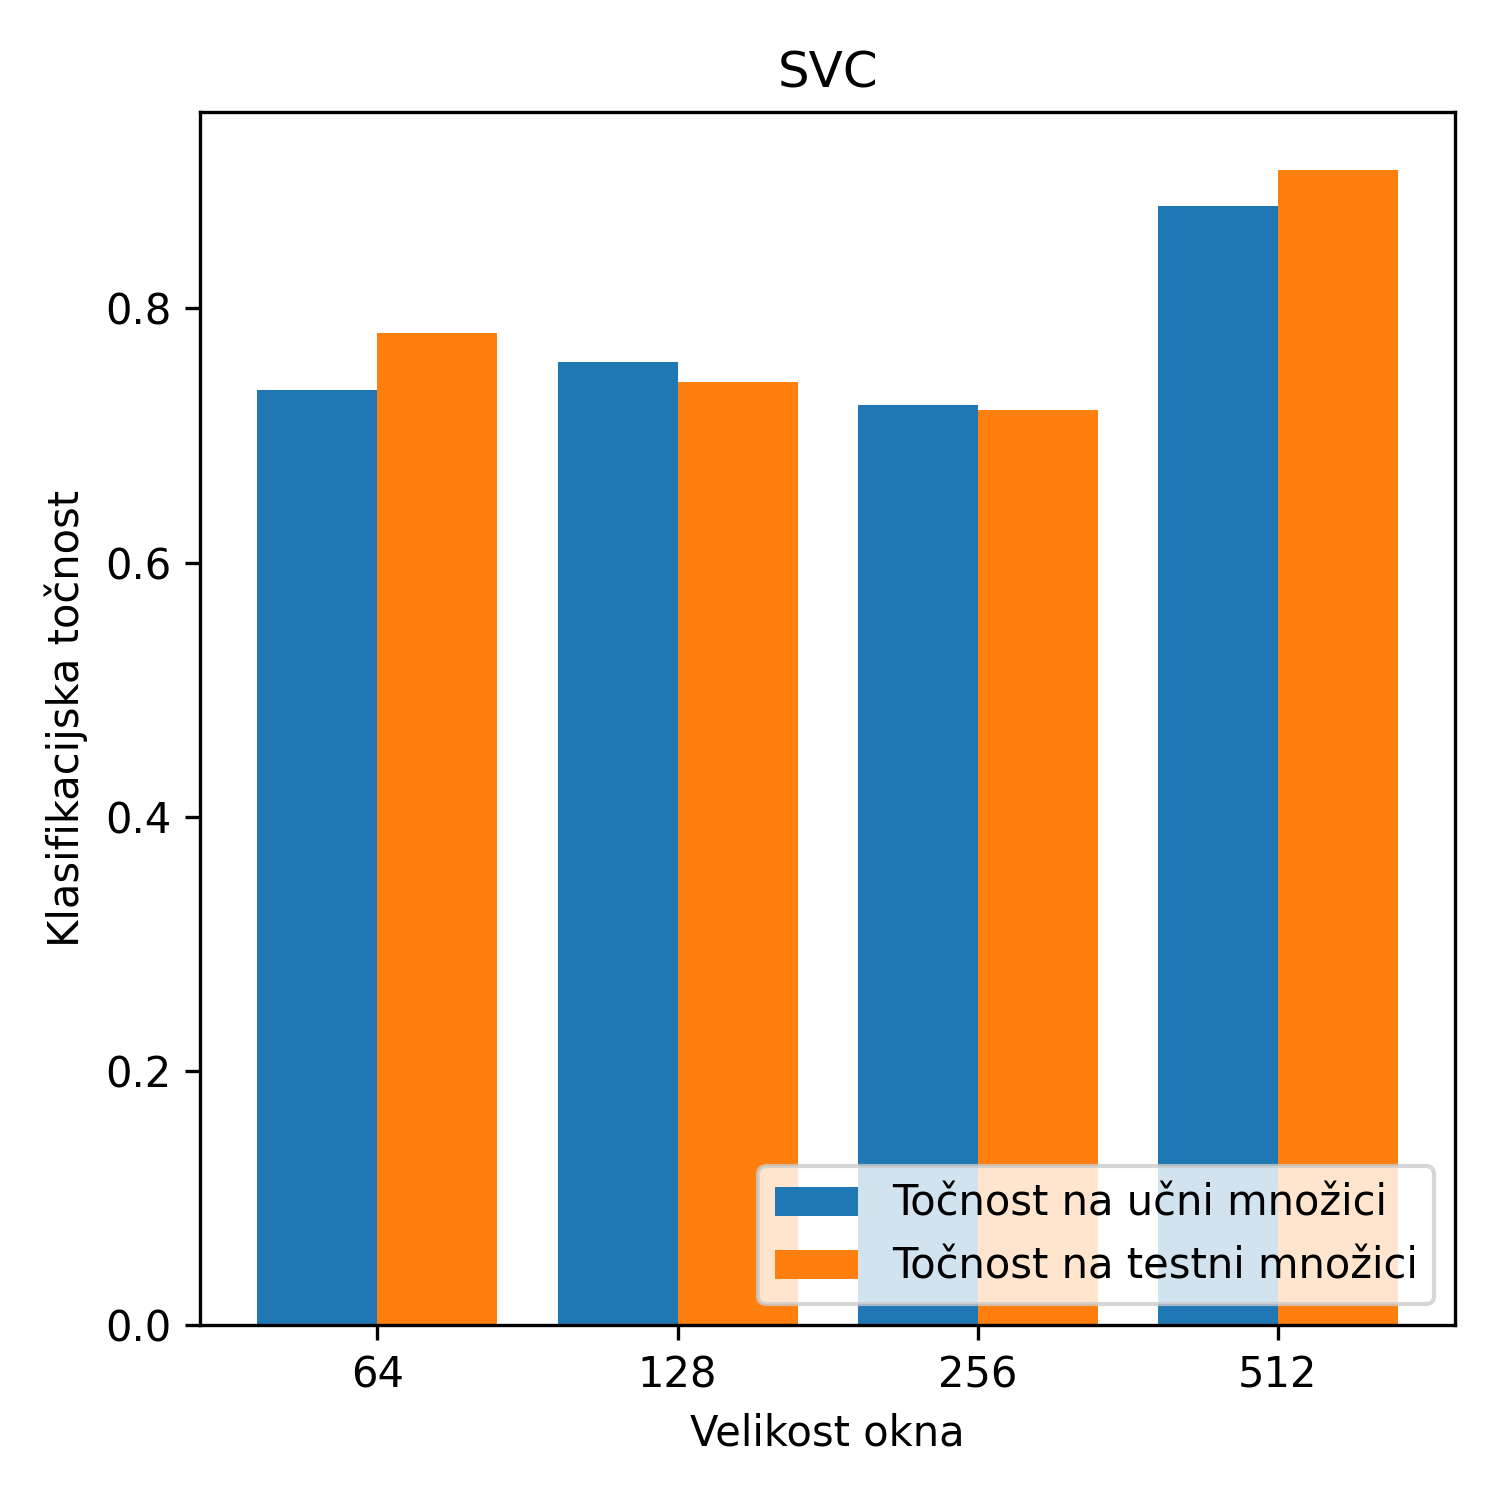 SVC
Klasifikacijska točnost
0.8
0.6
0.4
0.2
0.0
64 128 256 512
Velikost okna
Točnost na učni množici
Točnost na testni množici